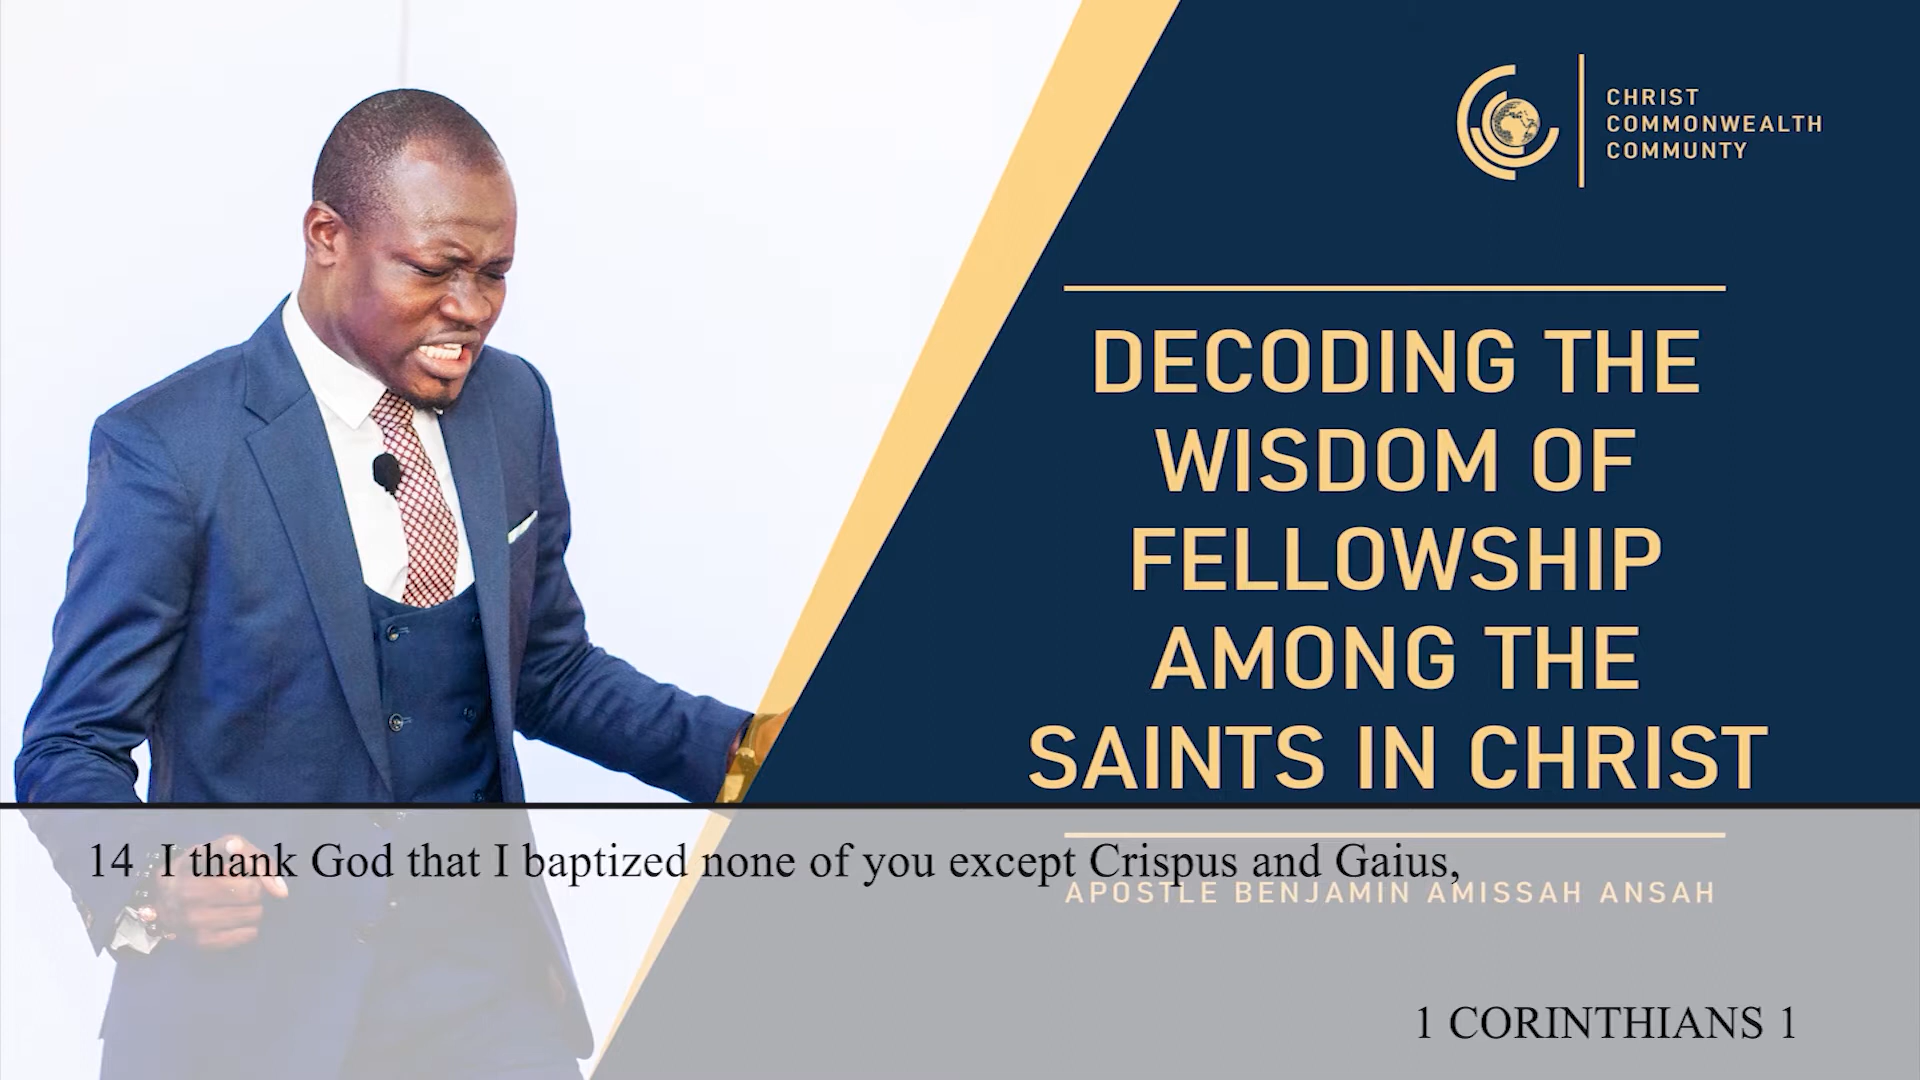 CHRIST
COMMONWEALTH
COMMUNTY
DECODING THE
WISDOM OF
FELLOWSHIP
AMONG THE
SAINTS IN CHRIST
14 I thank God that I baptized none of you except Crispus and Gaius,
APOSTLE BENJAMIN AMISSAH ANSAH
1 CORINTHIANS 1